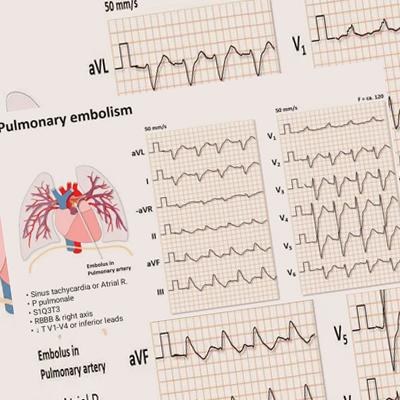 50 mm/s
aVL
V1
Pulmonary embolism
50 mm/s
aVL
I
-aVR
II
aVF
III
50 mm/s
F = ca. 120
V1
V2
V3
V4
V5
V6
Embolus in
Pulmonary artery
• Sinus tachycardia or Atrial R.
• P pulmonale
• S1Q3T3
• RBBB & right axis
• ↓ T V1-V4 or inferior leads
Embolus in
Pulmonary artery
aVF
V5